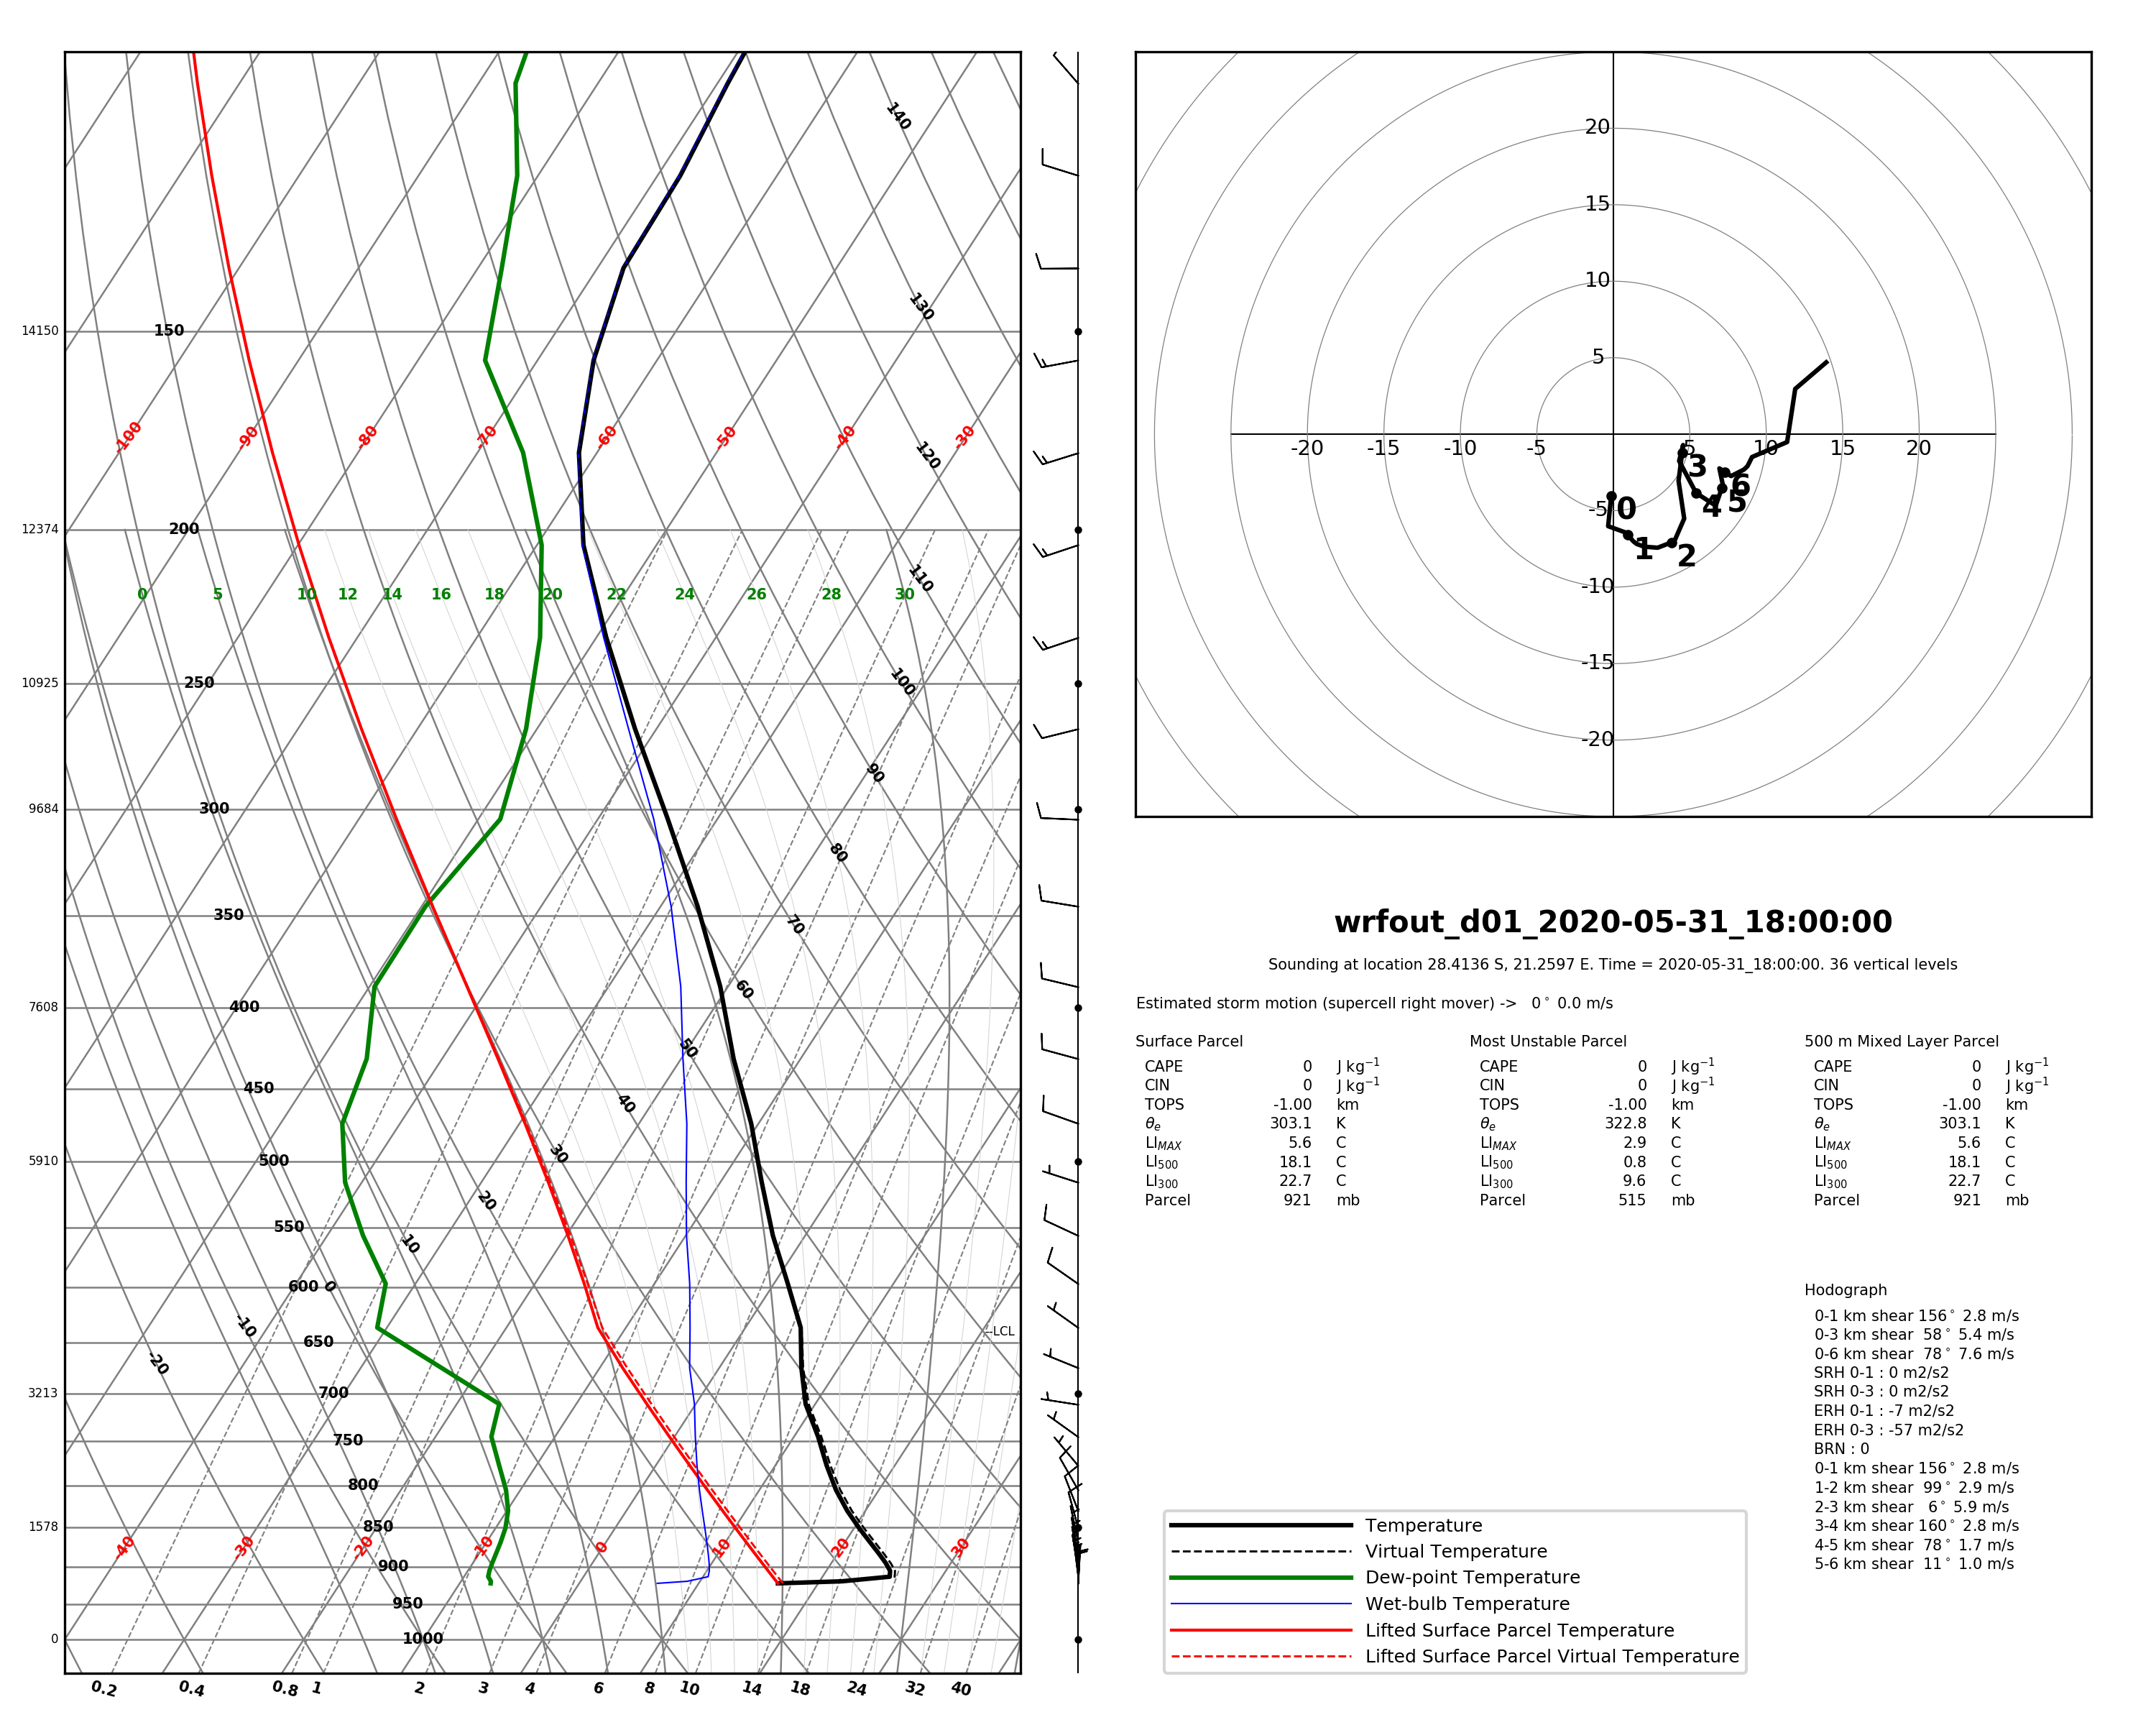 140
130
120
110
100
90
80
70
60
50
40
30
20
10
0
-10
-20
14150 150
-100 -90 -80 -70 -60 -50 -40 -30
12374 200
0 5 10 12 14 16 18 20 22 24 26 28 30
10925 250
9684 300
350
7608 400
450
5910 500
550
600
650
--LCL
3213 700
750
800
1578 850
-40 -30 -20 -10 0 10 20 30
900
950
0 1000
0.2 0.4 0.8 1 2 3 4 6 8 10 14 18 24 32 40
20
15
10
5
-20 -15 -10 -5 5 10 15 20
-5
-10
-15
-20
0 1 2 3 4 5 6
wrfout_d01_2020-05-31_18:00:00
Sounding at location 28.4136 S, 21.2597 E. Time = 2020-05-31_18:00:00. 36 vertical levels
Estimated storm motion (supercell right mover) -> 0° 0.0 m/s
Surface Parcel
CAPE 0 J kg⁻¹
CIN 0 J kg⁻¹
TOPS -1.00 km
θe 303.1 K
LIMAX 5.6 C
LI500 18.1 C
LI300 22.7 C
Parcel 921 mb
Most Unstable Parcel
CAPE 0 J kg⁻¹
CIN 0 J kg⁻¹
TOPS -1.00 km
θe 322.8 K
LIMAX 2.9 C
LI500 0.8 C
LI300 9.6 C
Parcel 515 mb
500 m Mixed Layer Parcel
CAPE 0 J kg⁻¹
CIN 0 J kg⁻¹
TOPS -1.00 km
θe 303.1 K
LIMAX 5.6 C
LI500 18.1 C
LI300 22.7 C
Parcel 921 mb
Hodograph
0-1 km shear 156° 2.8 m/s
0-3 km shear 58° 5.4 m/s
0-6 km shear 78° 7.6 m/s
SRH 0-1 : 0 m2/s2
SRH 0-3 : 0 m2/s2
ERH 0-1 : -7 m2/s2
ERH 0-3 : -57 m2/s2
BRN : 0
0-1 km shear 156° 2.8 m/s
1-2 km shear 99° 2.9 m/s
2-3 km shear 6° 5.9 m/s
3-4 km shear 160° 2.8 m/s
4-5 km shear 78° 1.7 m/s
5-6 km shear 11° 1.0 m/s
Temperature
Virtual Temperature
Dew-point Temperature
Wet-bulb Temperature
Lifted Surface Parcel Temperature
Lifted Surface Parcel Virtual Temperature